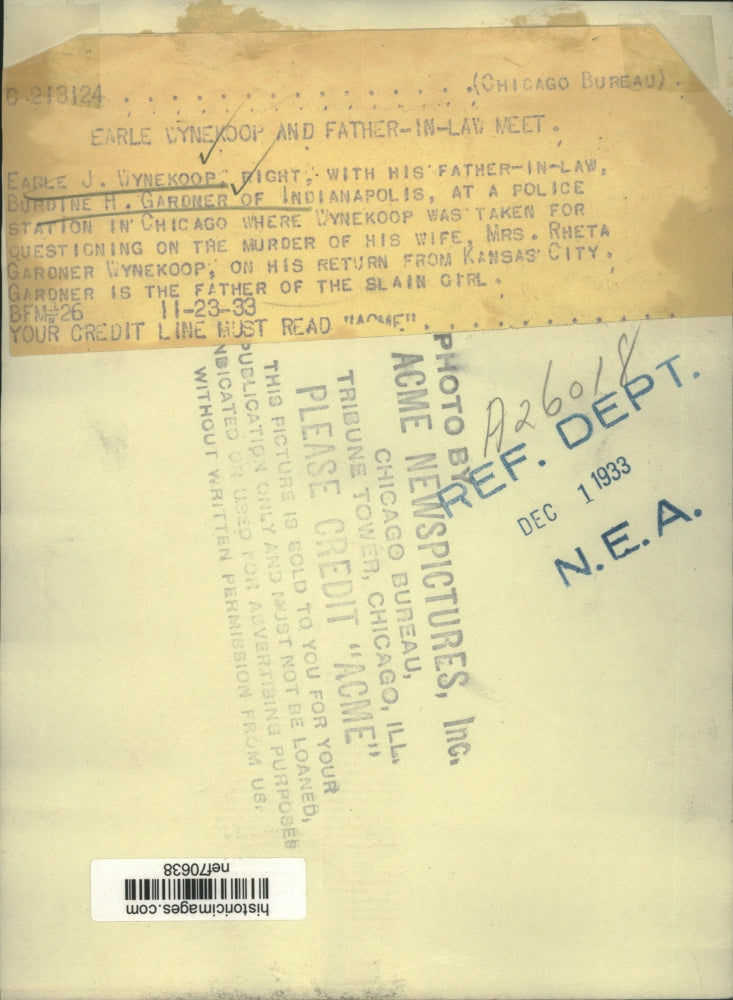 C-218124 . . . . . . . . . . . . . . . . (CHICAGO BUREAU) .
EARLE WYNEKOOP AND FATHER-IN-LAW MEET .
EARLE J. WYNEKOOP, RIGHT, WITH HIS FATHER-IN-LAW,
BURDINE H. GARDNER OF INDIANAPOLIS, AT A POLICE
STATION IN CHICAGO WHERE WYNEKOOP WAS TAKEN FOR
QUESTIONING ON THE MURDER OF HIS WIFE, MRS. RHETA
GARDNER WYNEKOOP, ON HIS RETURN FROM KANSAS CITY.
GARDNER IS THE FATHER OF THE SLAIN GIRL.
BFM#26 11-23-33
YOUR CREDIT LINE MUST READ "ACME" . . . . . . . . . . . .
A26018
REF. DEPT.
DEC 1 1933
N.E.A.
PHOTO BY
ACME NEWSPICTURES, Inc.
CHICAGO BUREAU,
TRIBUNE TOWER, CHICAGO, ILL.
PLEASE CREDIT "ACME"
THIS PICTURE IS SOLD TO YOU FOR YOUR
PUBLICATION ONLY AND MUST NOT BE LOANED,
SYNDICATED OR USED FOR ADVERTISING PURPOSES
WITHOUT WRITTEN PERMISSION FROM US.
historicimages.com
nef70638